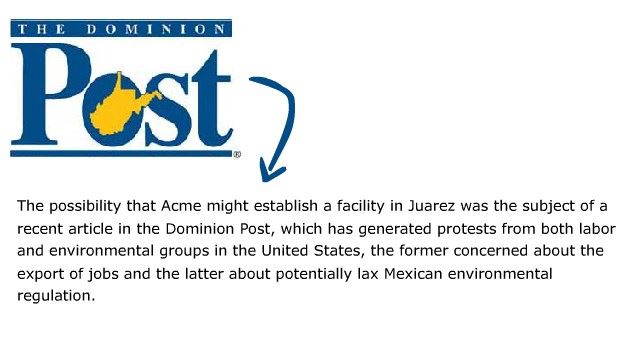 THE DOMINION
Post
®
The possibility that Acme might establish a facility in Juarez was the subject of a
recent article in the Dominion Post, which has generated protests from both labor
and environmental groups in the United States, the former concerned about the
export of jobs and the latter about potentially lax Mexican environmental
regulation.